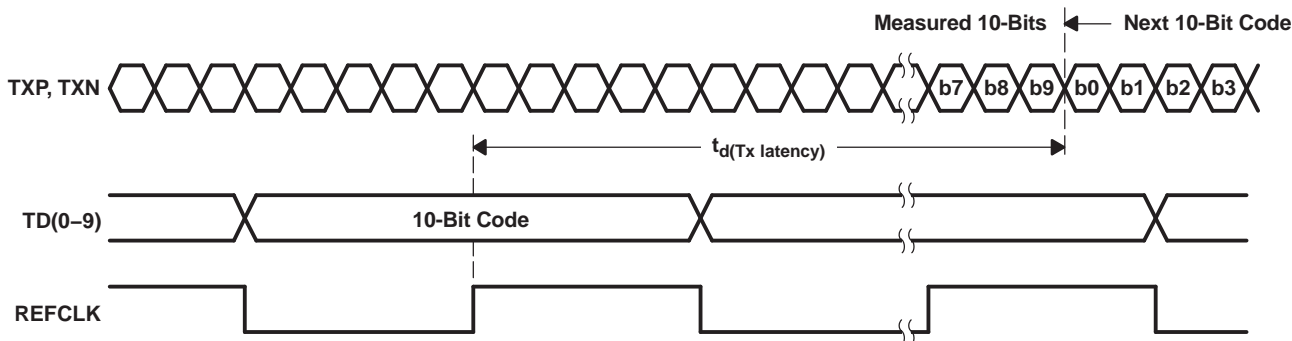 Measured 10-Bits Next 10-Bit Code
TXP, TXN b7 b8 b9 b0 b1 b2 b3
td(Tx latency)
TD(0–9) 10-Bit Code
REFCLK